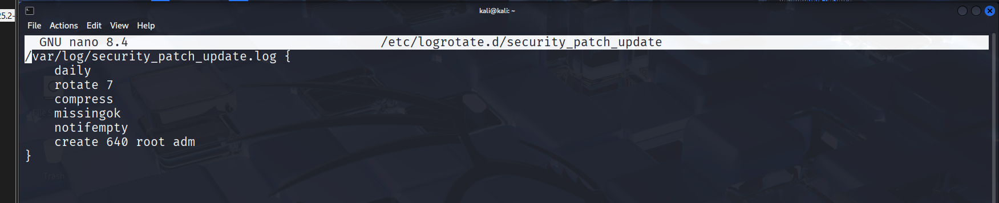 25.2-
kali@kali: ~
File Actions Edit View Help
GNU nano 8.4 /etc/logrotate.d/security_patch_update
/var/log/security_patch_update.log {
daily
rotate 7
compress
missingok
notifempty
create 640 root adm
}
Trash